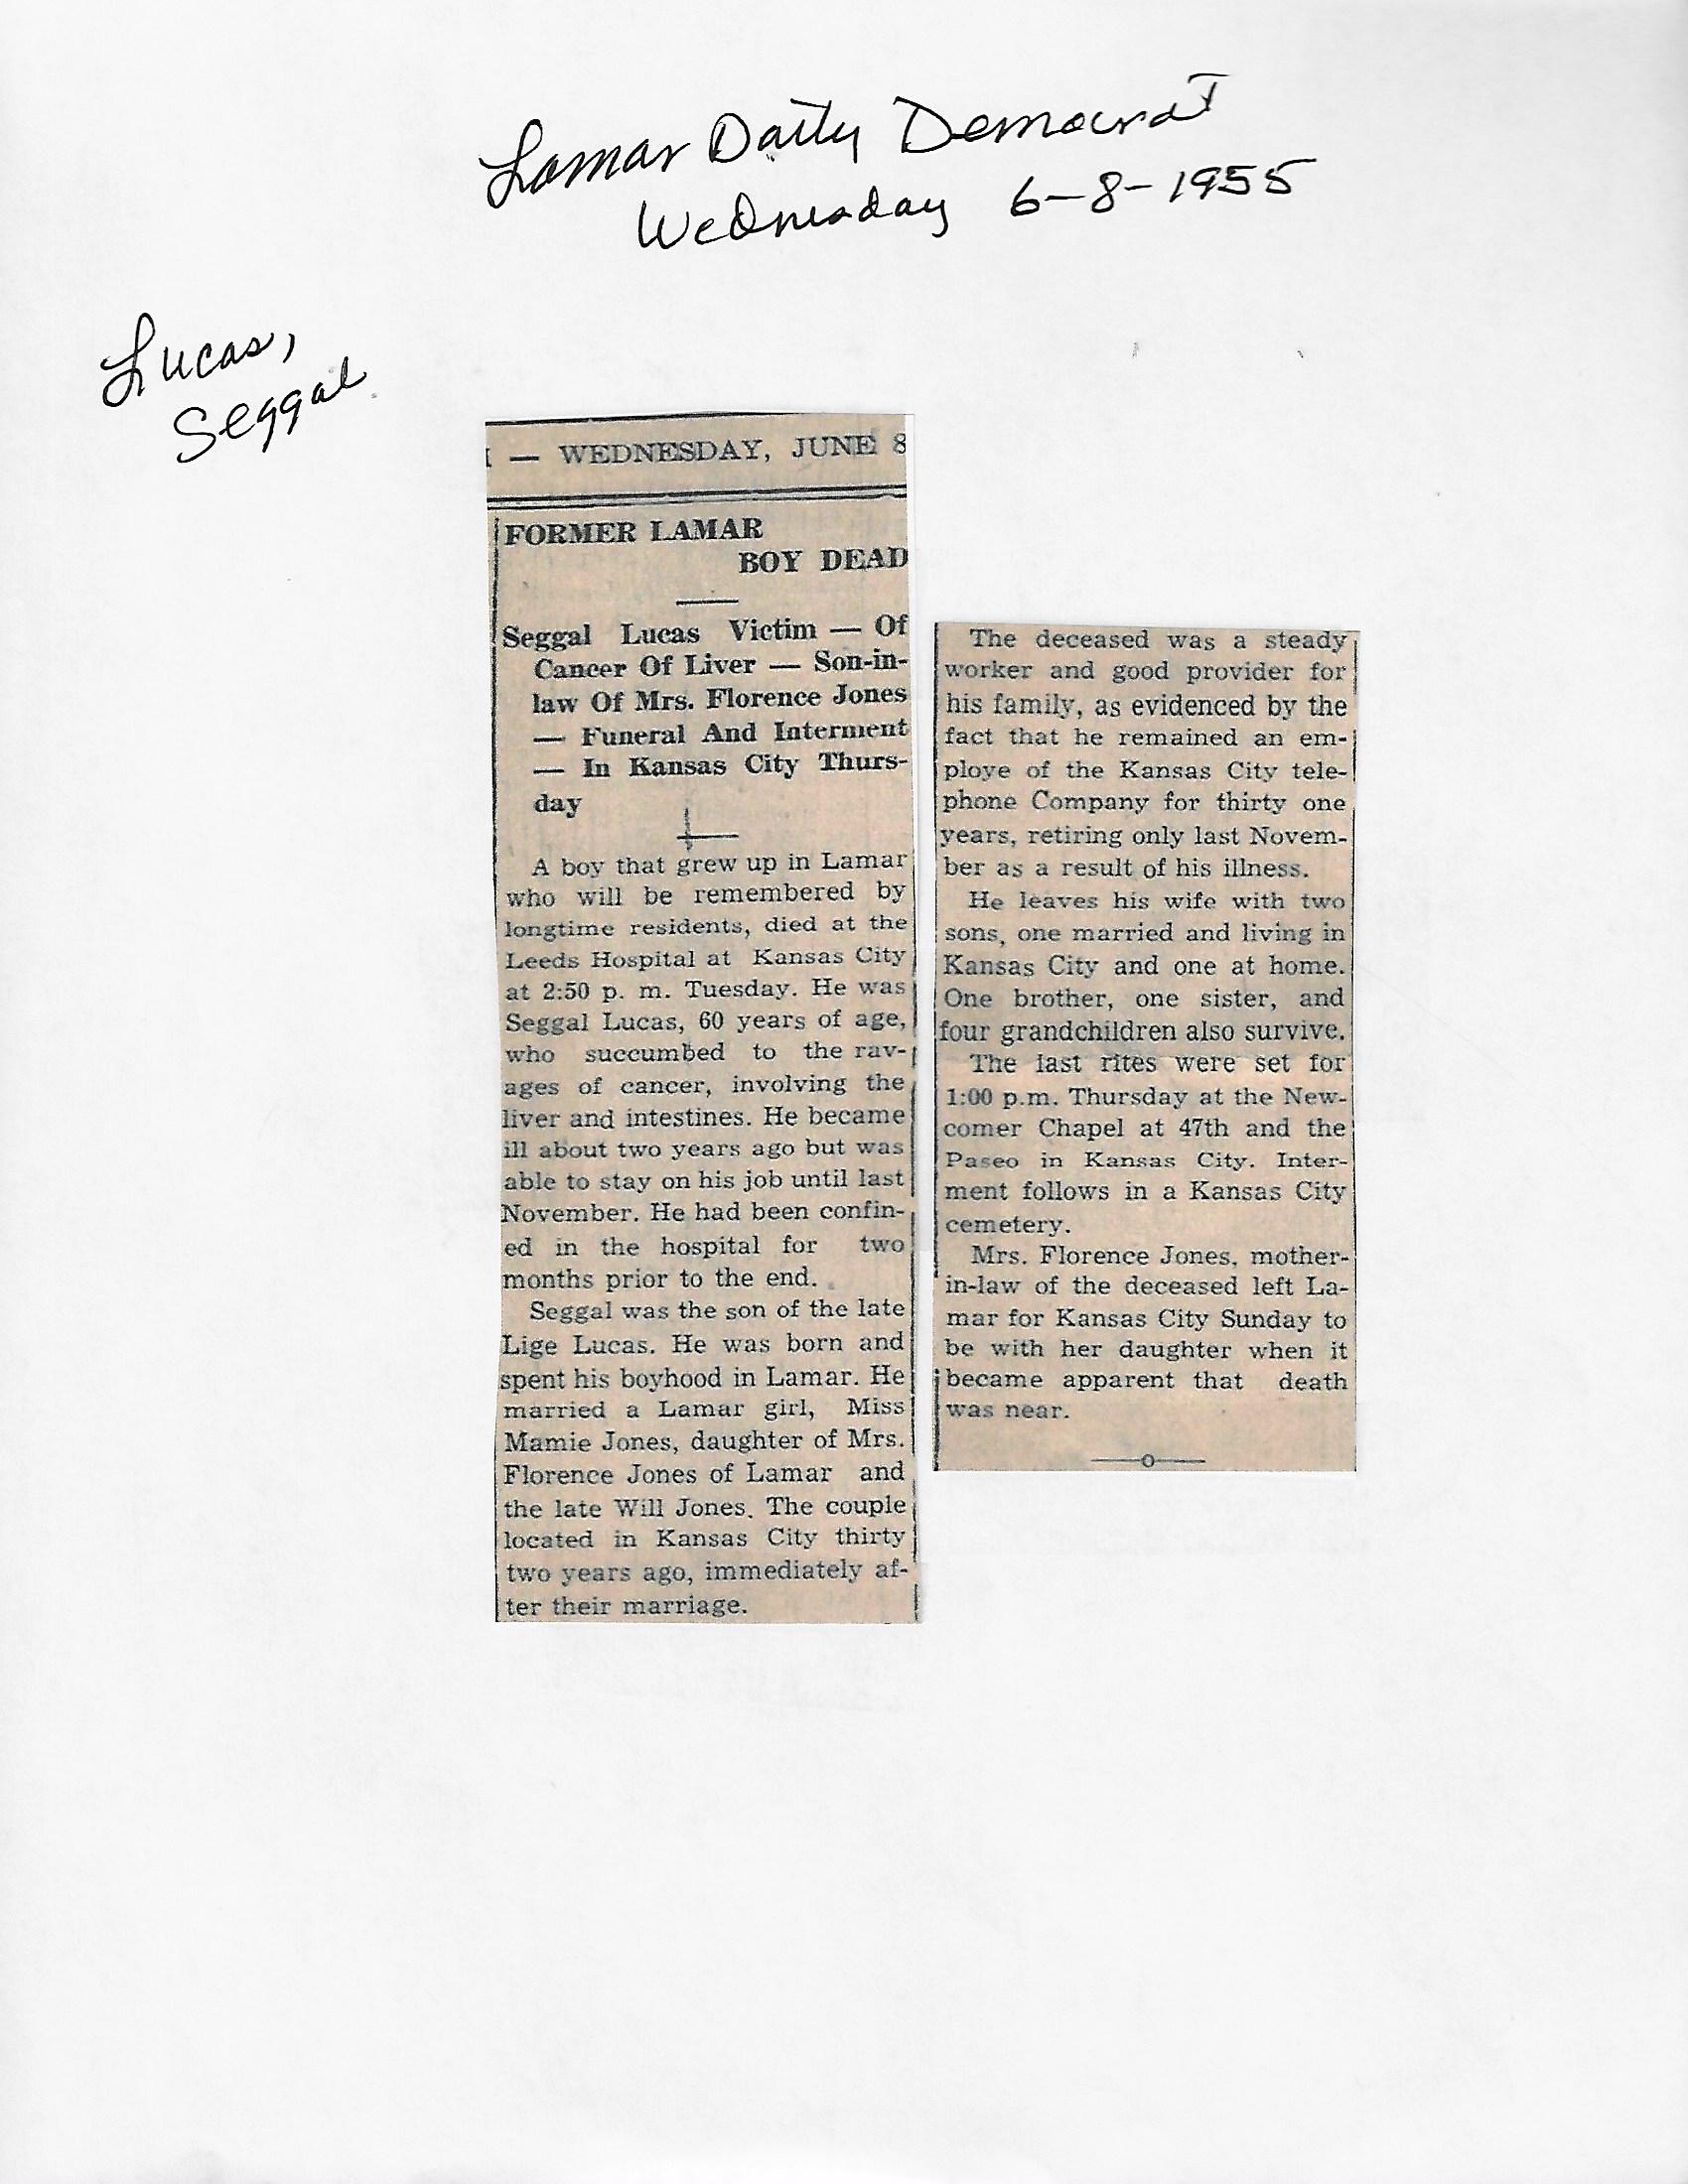 Lamar Daily Democrat
Wednesday 6-8-1955
Lucas,
Seggal
— WEDNESDAY, JUNE 8
FORMER LAMAR
BOY DEAD
Seggal Lucas Victim — Of
Cancer Of Liver — Son-in-
law Of Mrs. Florence Jones
— Funeral And Interment
— In Kansas City Thurs-
day
A boy that grew up in Lamar
who will be remembered by
longtime residents, died at the
Leeds Hospital at Kansas City
at 2:50 p. m. Tuesday. He was
Seggal Lucas, 60 years of age,
who succumbed to the rav-
ages of cancer, involving the
liver and intestines. He became
ill about two years ago but was
able to stay on his job until last
November. He had been confin-
ed in the hospital for two
months prior to the end.
Seggal was the son of the late
Lige Lucas. He was born and
spent his boyhood in Lamar. He
married a Lamar girl, Miss
Mamie Jones, daughter of Mrs.
Florence Jones of Lamar and
the late Will Jones. The couple
located in Kansas City thirty
two years ago, immediately af-
ter their marriage.
The deceased was a steady
worker and good provider for
his family, as evidenced by the
fact that he remained an em-
ploye of the Kansas City tele-
phone Company for thirty one
years, retiring only last Novem-
ber as a result of his illness.
He leaves his wife with two
sons, one married and living in
Kansas City and one at home.
One brother, one sister, and
four grandchildren also survive.
The last rites were set for
1:00 p.m. Thursday at the New-
comer Chapel at 47th and the
Paseo in Kansas City. Inter-
ment follows in a Kansas City
cemetery.
Mrs. Florence Jones, mother-
in-law of the deceased left La-
mar for Kansas City Sunday to
be with her daughter when it
became apparent that death
was near.